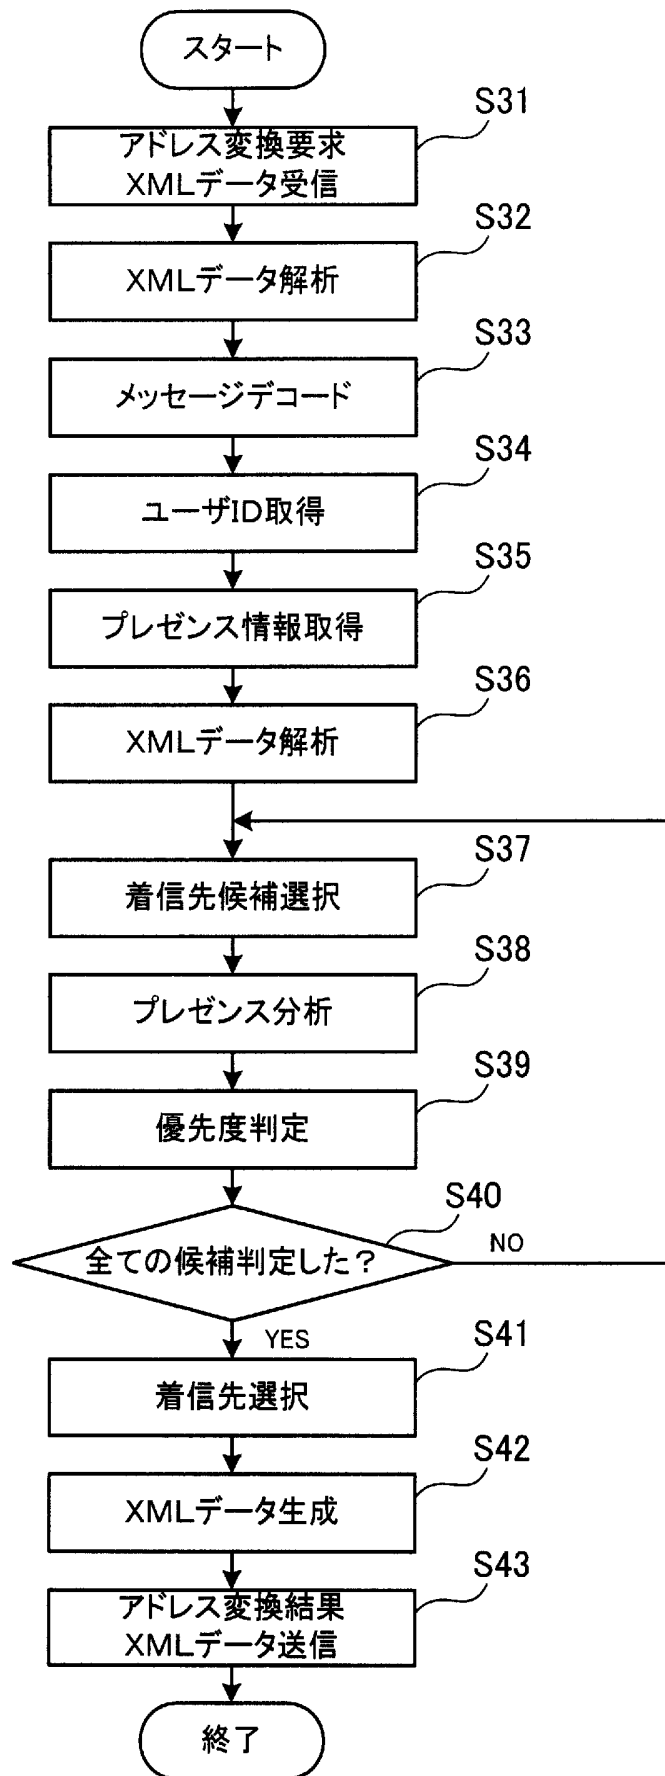 スタート
S31
アドレス変換要求
XMLデータ受信
S32
XMLデータ解析
S33
メッセージデコード
S34
ユーザID取得
S35
プレゼンス情報取得
S36
XMLデータ解析
S37
着信先候補選択
S38
プレゼンス分析
S39
優先度判定
S40
全ての候補判定した？
NO
YES
S41
着信先選択
S42
XMLデータ生成
S43
アドレス変換結果
XMLデータ送信
終了